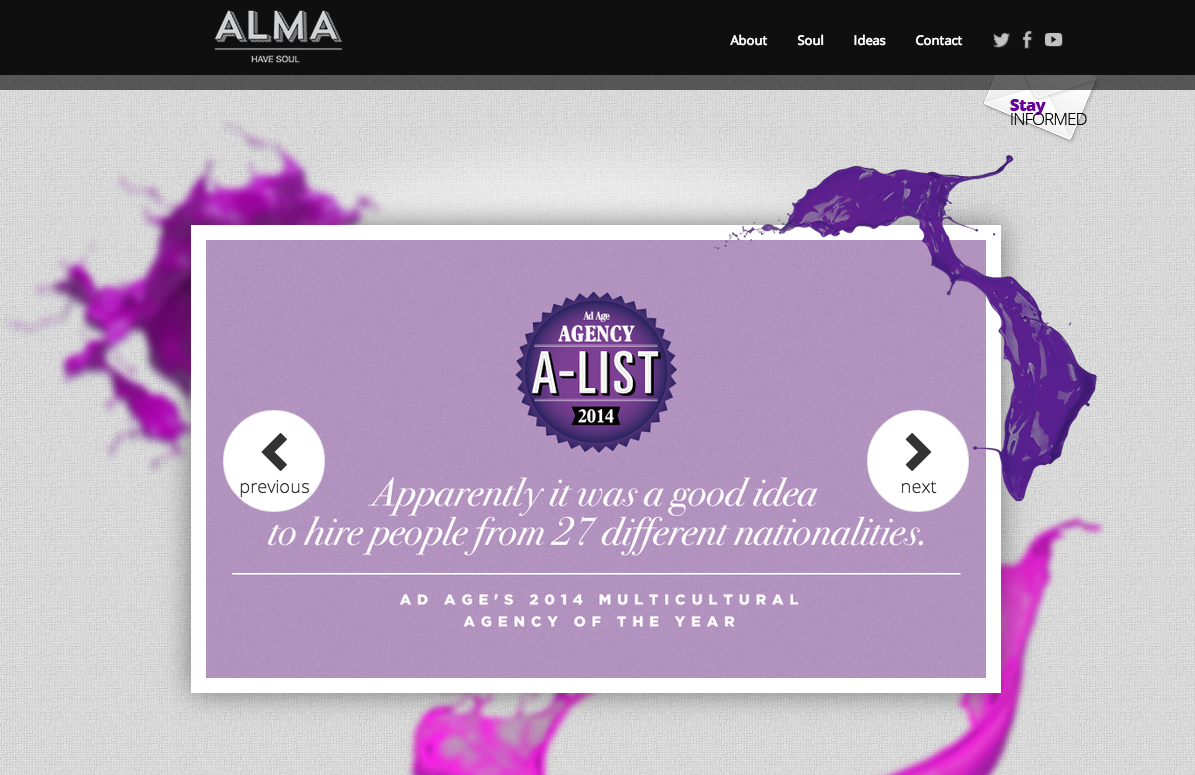 ALMA
HAVE SOUL
About Soul Ideas Contact
Stay
INFORMED
Ad Age
AGENCY
A-LIST
2014
previous
next
Apparently it was a good idea
to hire people from 27 different nationalities.
AD AGE'S 2014 MULTICULTURAL
AGENCY OF THE YEAR